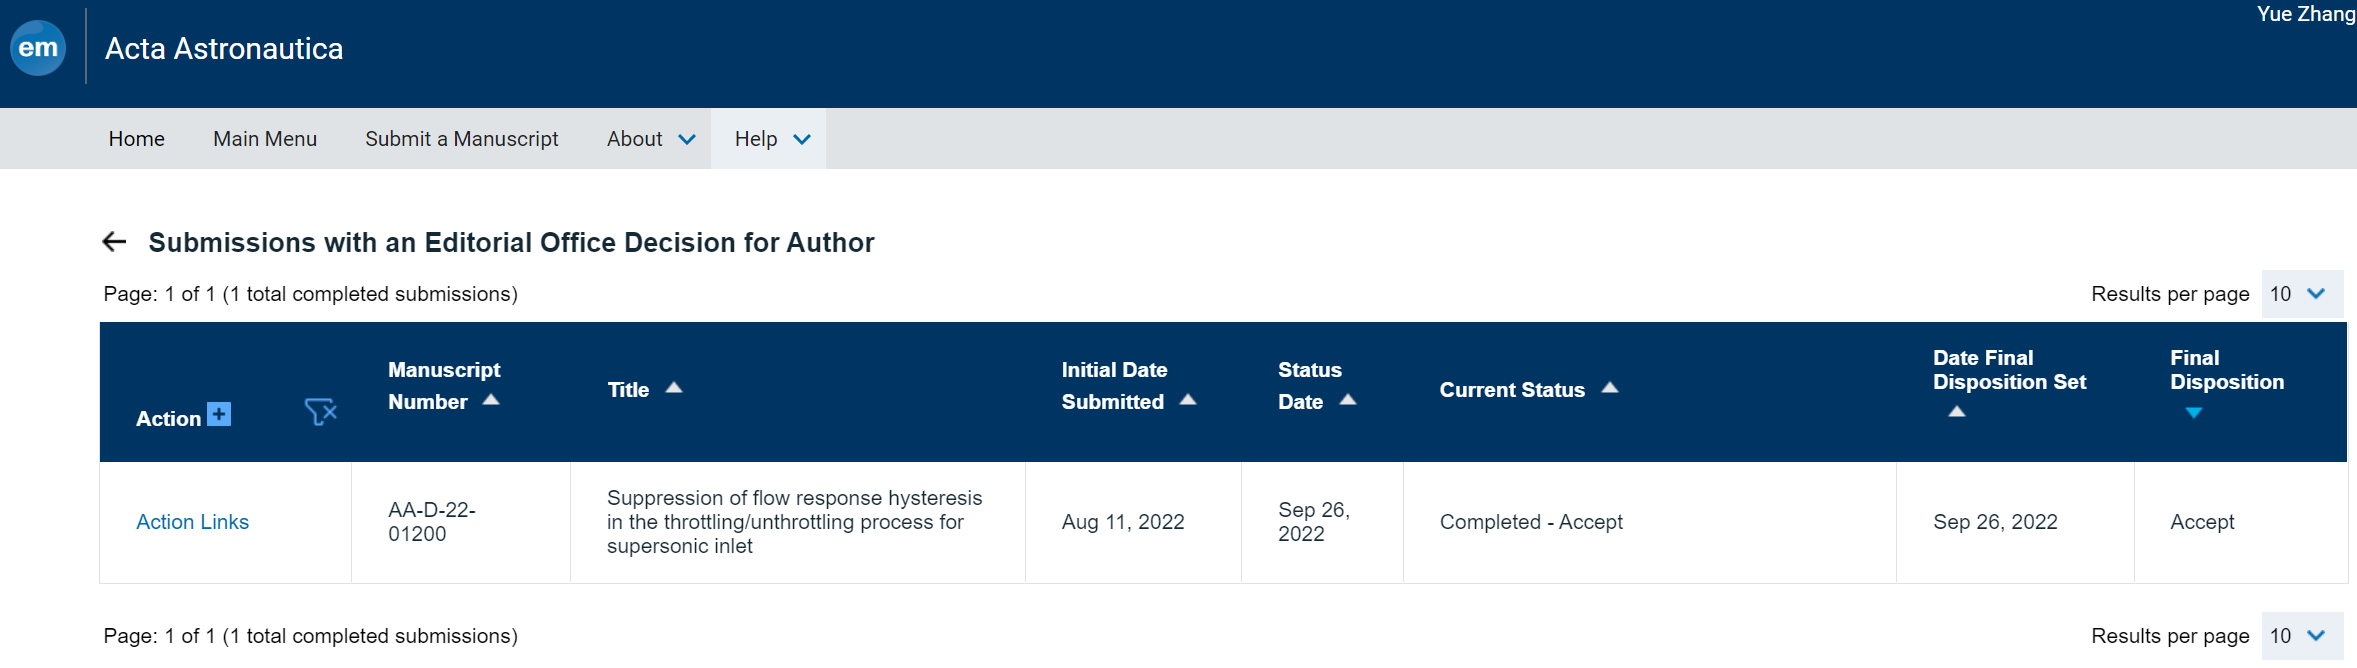 Yue Zhang
em
Acta Astronautica
Home Main Menu Submit a Manuscript About Help
Submissions with an Editorial Office Decision for Author
Page: 1 of 1 (1 total completed submissions)
Results per page 10
Action
Manuscript
Number
Title
Initial Date
Submitted
Status
Date
Current Status
Date Final
Disposition Set
Final
Disposition
Action Links
AA-D-22-
01200
Suppression of flow response hysteresis
in the throttling/unthrottling process for
supersonic inlet
Aug 11, 2022
Sep 26,
2022
Completed - Accept
Sep 26, 2022
Accept
Page: 1 of 1 (1 total completed submissions)
Results per page 10